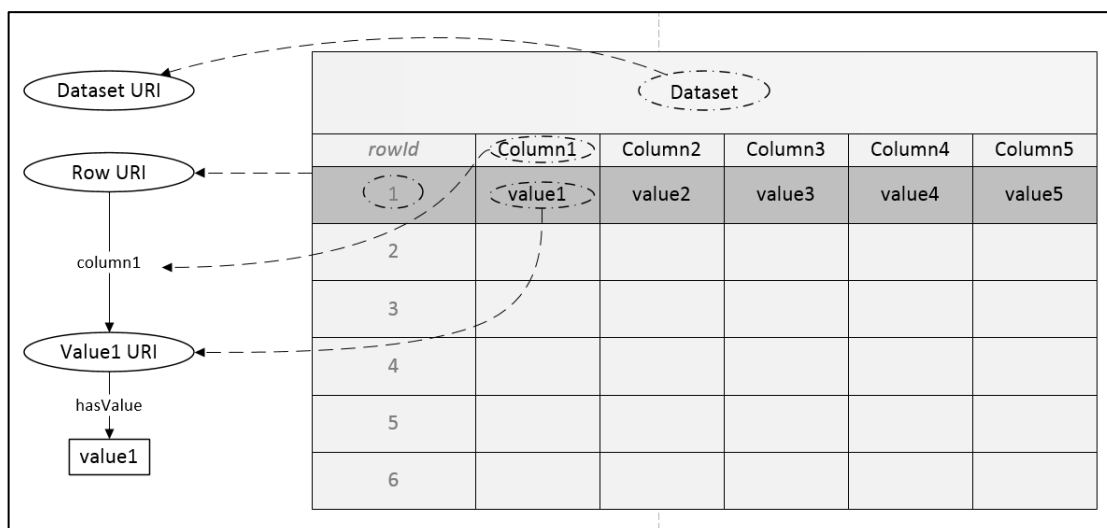 Dataset URI
Row URI
column1
Value1 URI
hasValue
value1
Dataset
rowId Column1 Column2 Column3 Column4 Column5
1 value1 value2 value3 value4 value5
2
3
4
5
6